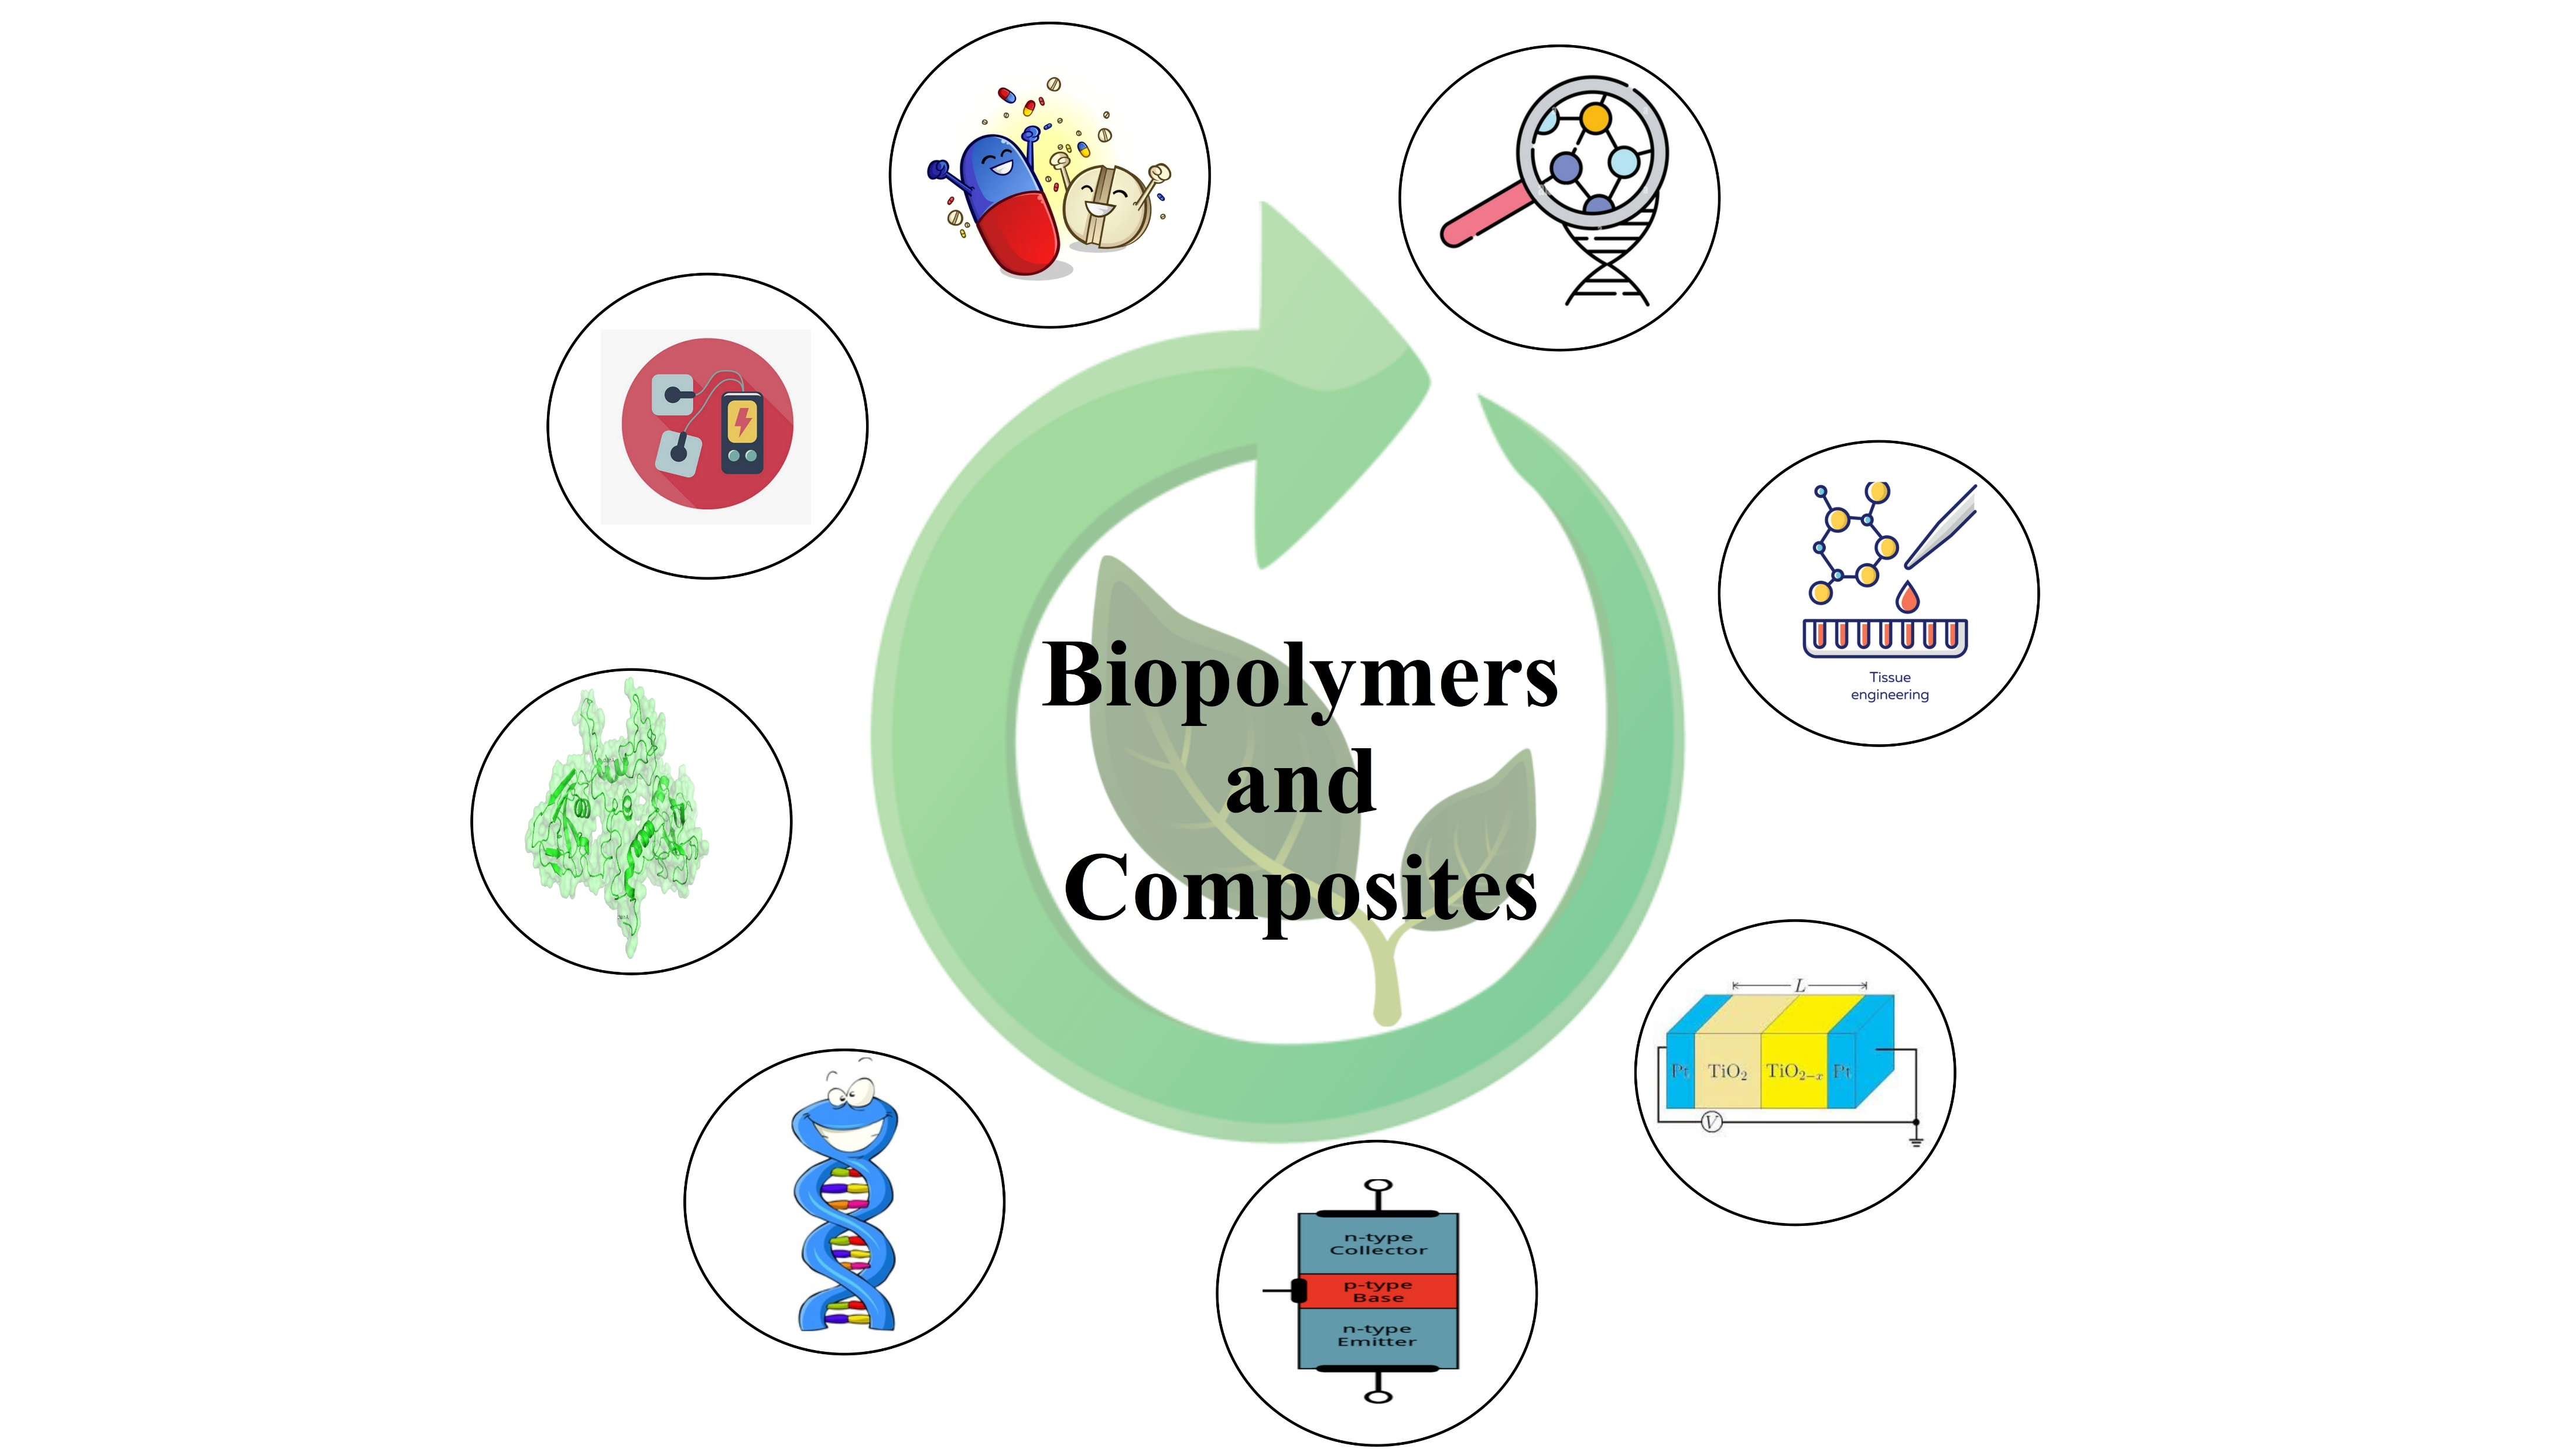 Biopolymers
and
Composites
Tissue
engineering
L
Pt TiO₂ TiO₂₋ₓ Pt
V
n-type
Collector
p-type
Base
n-type
Emitter